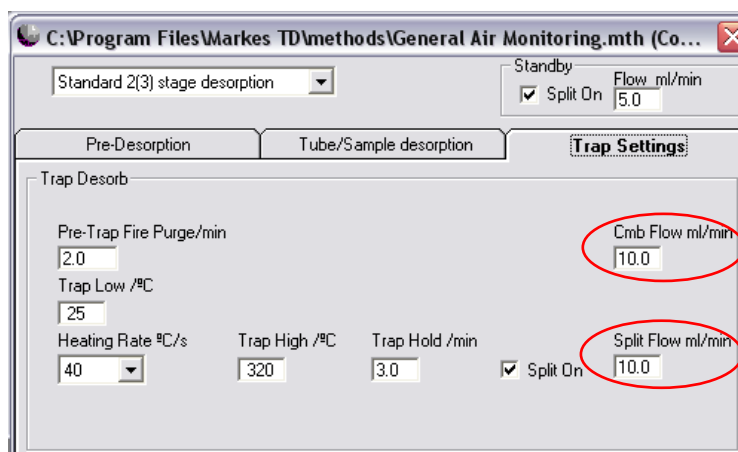 C:\Program Files\Markes TD\methods\General Air Monitoring.mth (Co...
Standby
Standard 2(3) stage desorption
Split On
Flow ml/min
5.0
Pre-Desorption
Tube/Sample desorption
Trap Settings
Trap Desorb
Pre-Trap Fire Purge/min
Cmb Flow ml/min
2.0
10.0
Trap Low /ºC
25
Heating Rate ºC/s
Trap High /ºC
Trap Hold /min
Split Flow ml/min
40
320
3.0
Split On
10.0